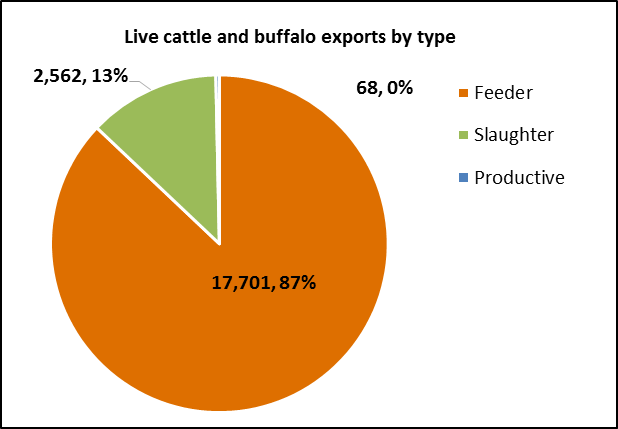 Live cattle and buffalo exports by type
2,562, 13%
68, 0%
17,701, 87%
Feeder
Slaughter
Productive